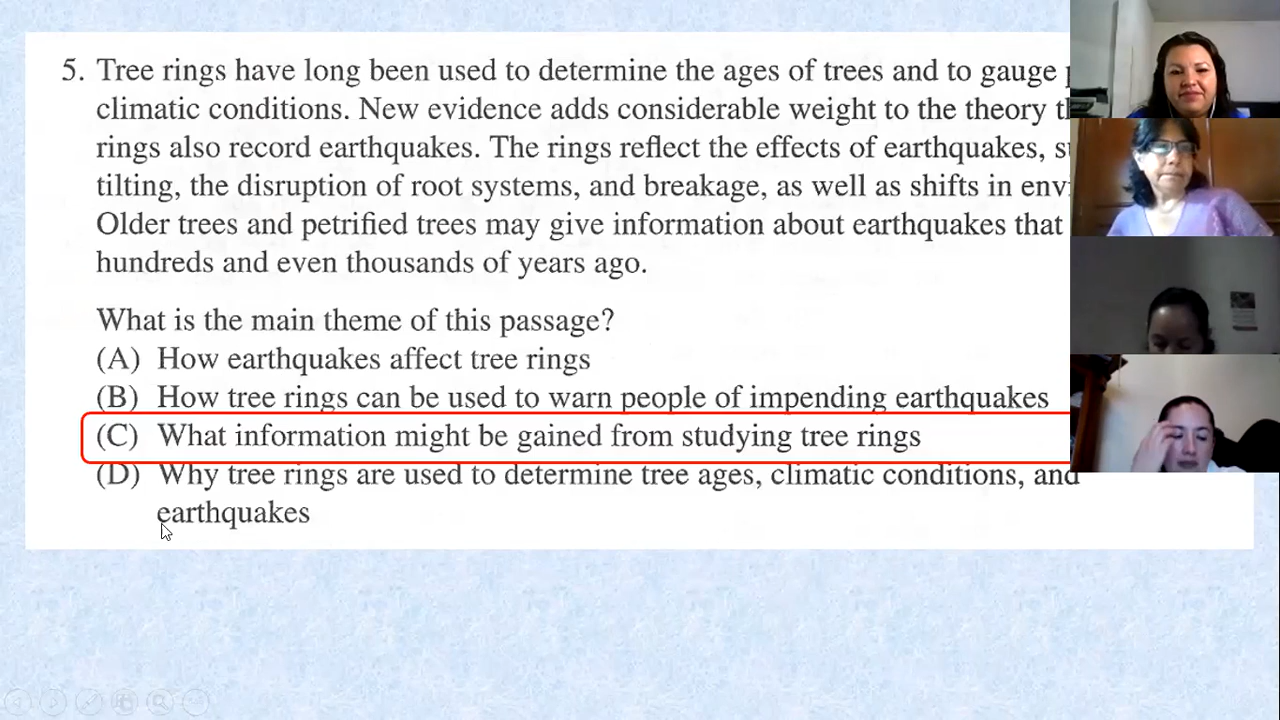 5. Tree rings have long been used to determine the ages of trees and to gauge
climatic conditions. New evidence adds considerable weight to the theory
rings also record earthquakes. The rings reflect the effects of earthquakes,
tilting, the disruption of root systems, and breakage, as well as shifts in
Older trees and petrified trees may give information about earthquakes that
hundreds and even thousands of years ago.
What is the main theme of this passage?
(A) How earthquakes affect tree rings
(B) How tree rings can be used to warn people of impending earthquakes
(C) What information might be gained from studying tree rings
(D) Why tree rings are used to determine tree ages, climatic conditions, and
earthquakes